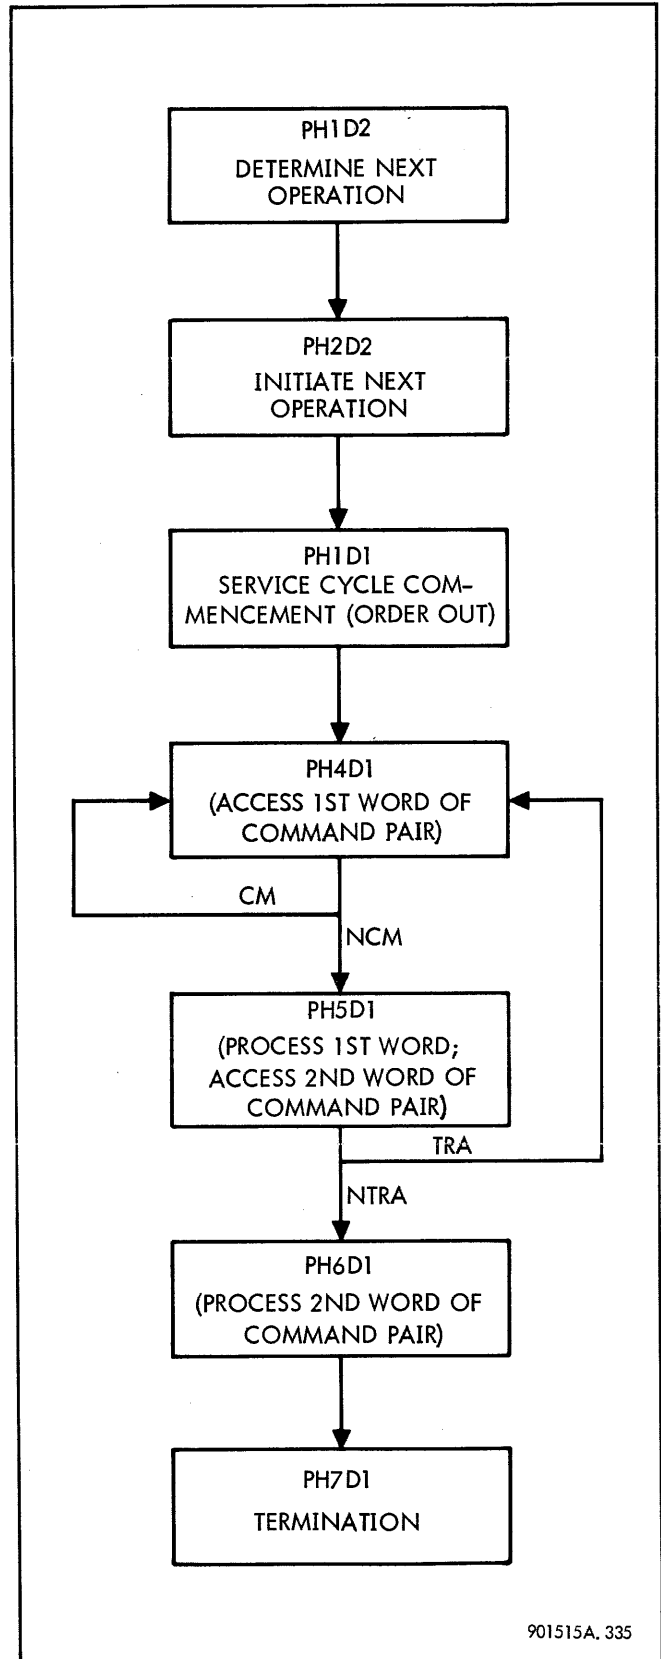 PH1D2
DETERMINE NEXT
OPERATION
PH2D2
INITIATE NEXT
OPERATION
PH1D1
SERVICE CYCLE COM-
MENCEMENT (ORDER OUT)
PH4D1
(ACCESS 1ST WORD OF
COMMAND PAIR)
CM
NCM
PH5D1
(PROCESS 1ST WORD;
ACCESS 2ND WORD OF
COMMAND PAIR)
TRA
NTRA
PH6D1
(PROCESS 2ND WORD OF
COMMAND PAIR)
PH7D1
TERMINATION
901515A. 335